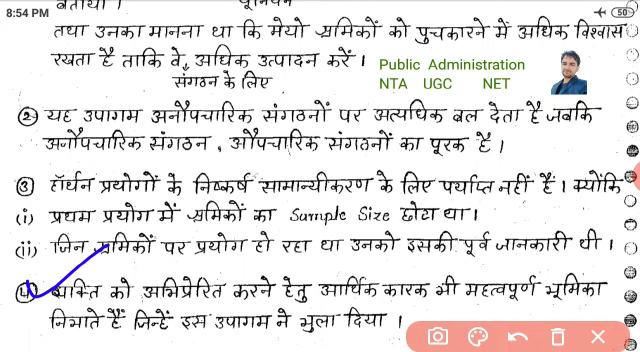 8:54 PM
50
बताया।
यूनियन
तथा उनका मानना था कि मेयो श्रमिकों को पुचकारने में अधिक विश्वास
रखता है ताकि वे अधिक उत्पादन करें।
संगठन के लिए
Public Administration
NTA UGC NET
② यह उपागम अनौपचारिक संगठनों पर अत्यधिक बल देता है जबकि
अनौपचारिक संगठन, औपचारिक संगठनों का पूरक है।
③ हॉर्थन प्रयोगों के निष्कर्ष सामान्यीकरण के लिए पर्याप्त नहीं हैं। क्योंकि
(i) प्रथम प्रयोग में श्रमिकों का Sample Size छोटा था।
(ii) जिन श्रमिकों पर प्रयोग हो रहा था उनको इसकी पूर्व जानकारी थी।
④ व्यक्ति को अभिप्रेरित करने हेतु आर्थिक कारक भी महत्वपूर्ण भूमिका
निभाते हैं जिन्हें इस उपागम ने भुला दिया।